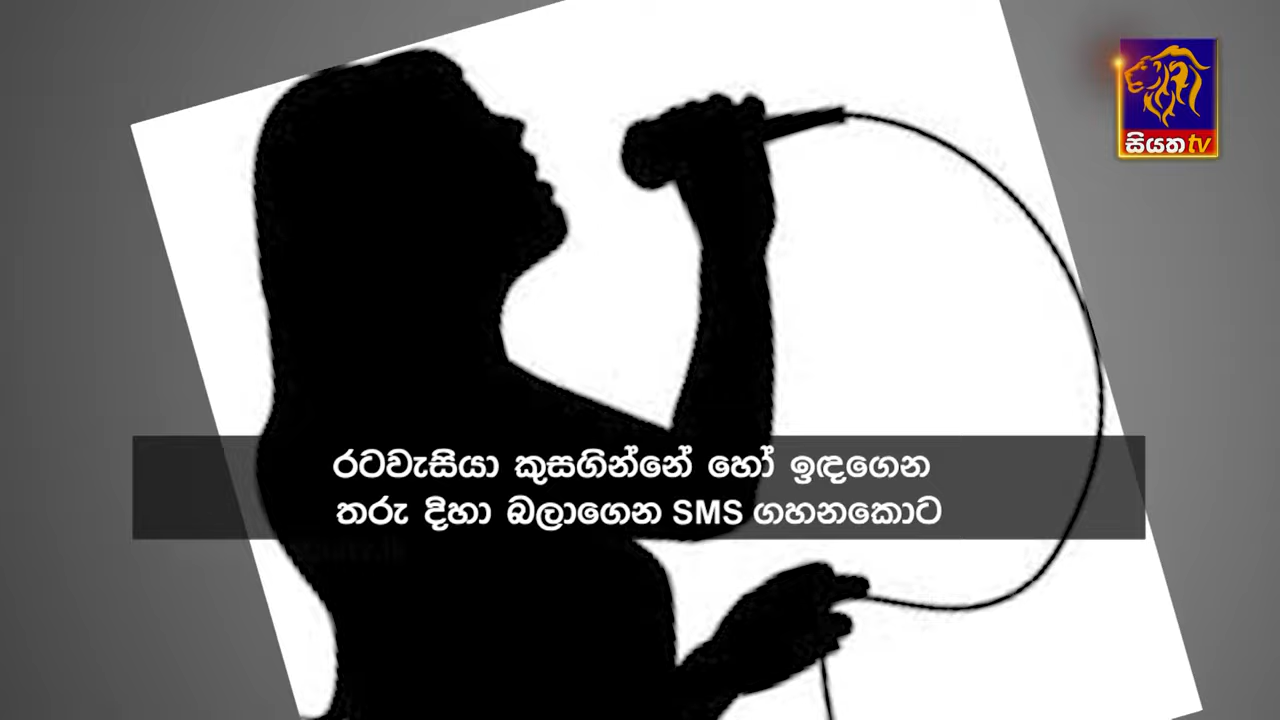 සියත tv
රටවැසියා කුසගින්නේ හෝ ඉඳගෙන
තරු දිහා බලාගෙන SMS ගහනකොට